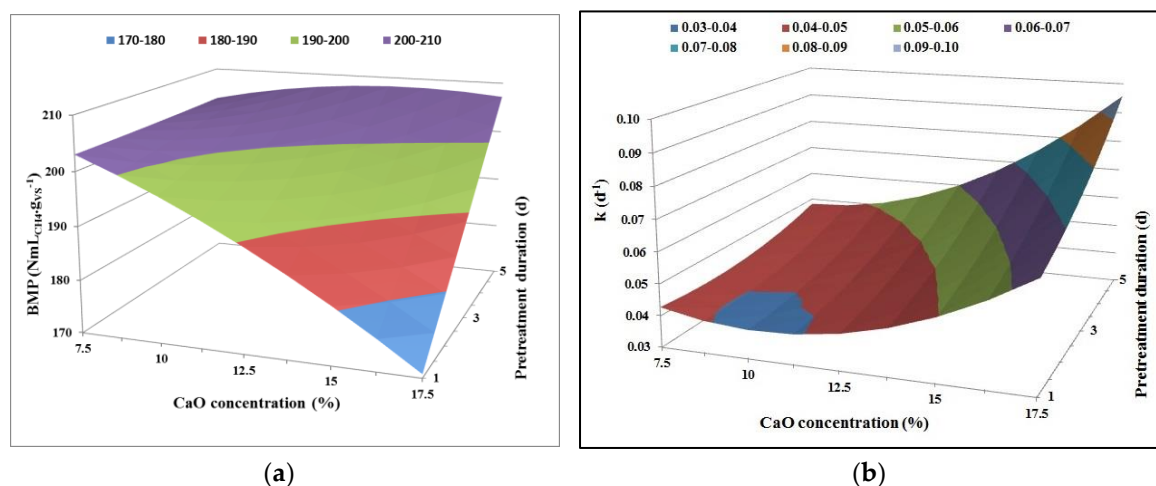 170-180 190-200 180-190 200-210
BMP (NmL_CH4·g_VS⁻¹)
210
200
190
180
170
7.5
10
12.5
15
17.5
CaO concentration (%)
1
3
5
Pretreatment duration (d)
(a)
0.03-0.04 0.04-0.05 0.05-0.06 0.06-0.07
0.07-0.08 0.08-0.09 0.09-0.10
k (d⁻¹)
0.10
0.09
0.08
0.07
0.06
0.05
0.04
0.03
7.5
10
12.5
15
17.5
CaO concentration (%)
1
3
5
Pretreatment duration (d)
(b)